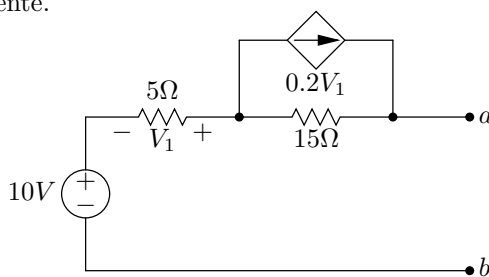 ente.
0.2V₁
5Ω
− V₁ +
15Ω
a
10V
+
−
b